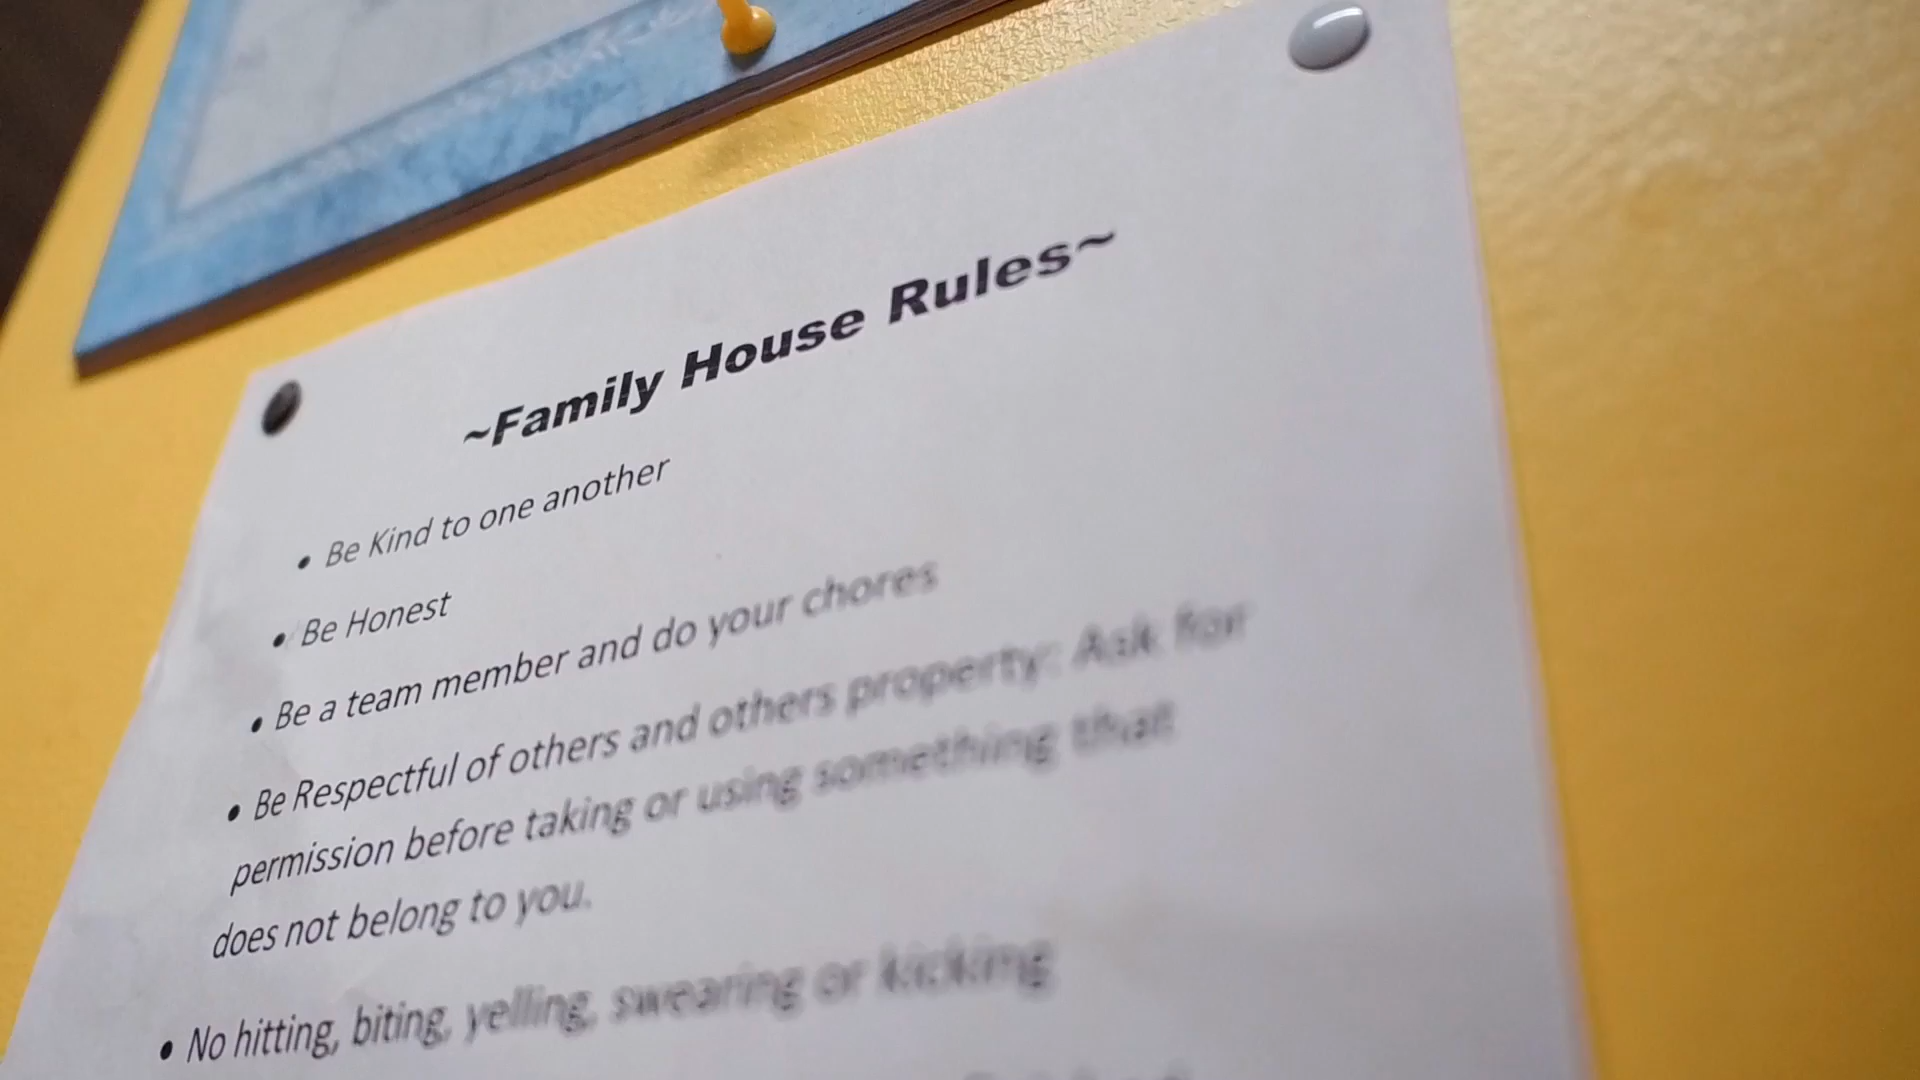 ~Family House Rules~
• Be Kind to one another
• Be Honest
• Be a team member and do your chores
• Be Respectful of others and others property: Ask for
permission before taking or using something that
does not belong to you.
• No hitting, biting, yelling, swearing or kicking